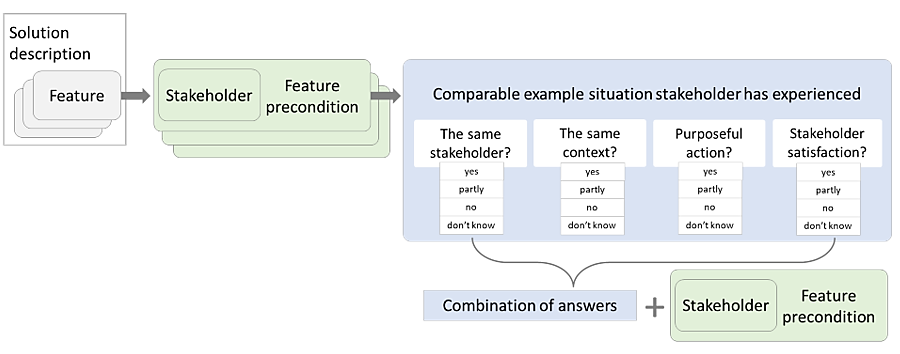 Solution
description
Feature
Stakeholder
Feature
precondition
Comparable example situation stakeholder has experienced
The same
stakeholder?
yes
partly
no
don't know
The same
context?
yes
partly
no
don't know
Purposeful
action?
yes
partly
no
don't know
Stakeholder
satisfaction?
yes
partly
no
don't know
Combination of answers
+
Stakeholder
Feature
precondition